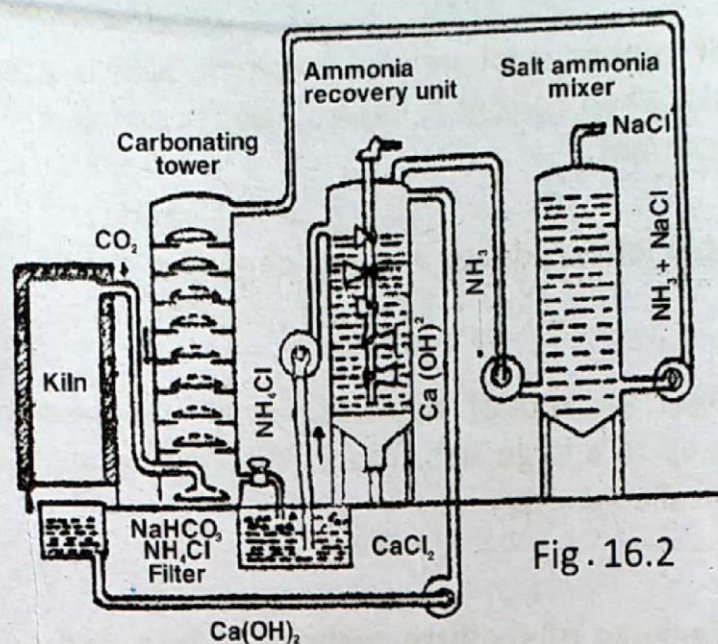 Ammonia
recovery unit
Salt ammonia
mixer
NaCl
Carbonating
tower
CO₂
Kiln
NH₄Cl
Ca (OH)⁻²
NH₃
NH₃ + NaCl
NaHCO₃
NH₄Cl
Filter
CaCl₂
Fig. 16.2
Ca(OH)₂